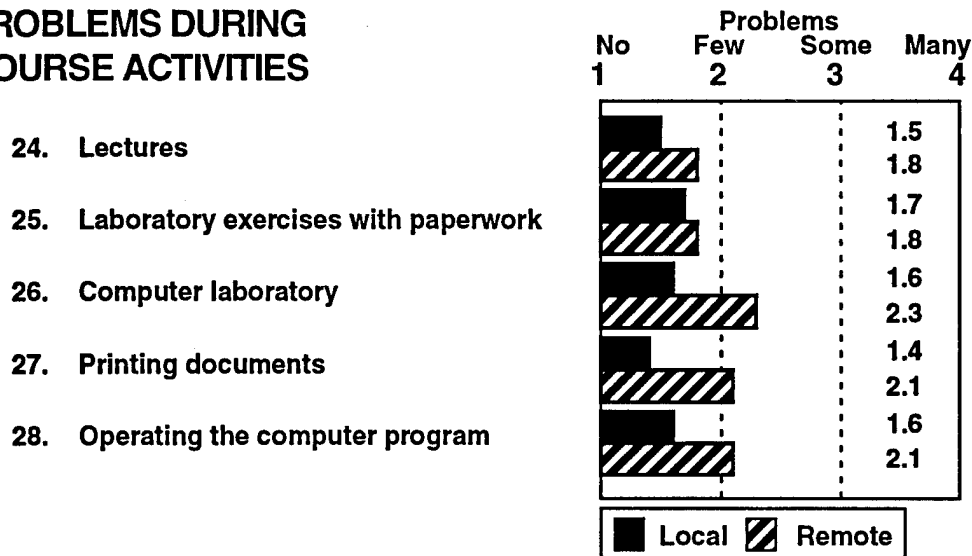 ROBLEMS DURING
OURSE ACTIVITIES
Problems
No Few Some Many
1 2 3 4
24. Lectures
1.5
1.8
25. Laboratory exercises with paperwork
1.7
1.8
26. Computer laboratory
1.6
2.3
27. Printing documents
1.4
2.1
28. Operating the computer program
1.6
2.1
Local Remote